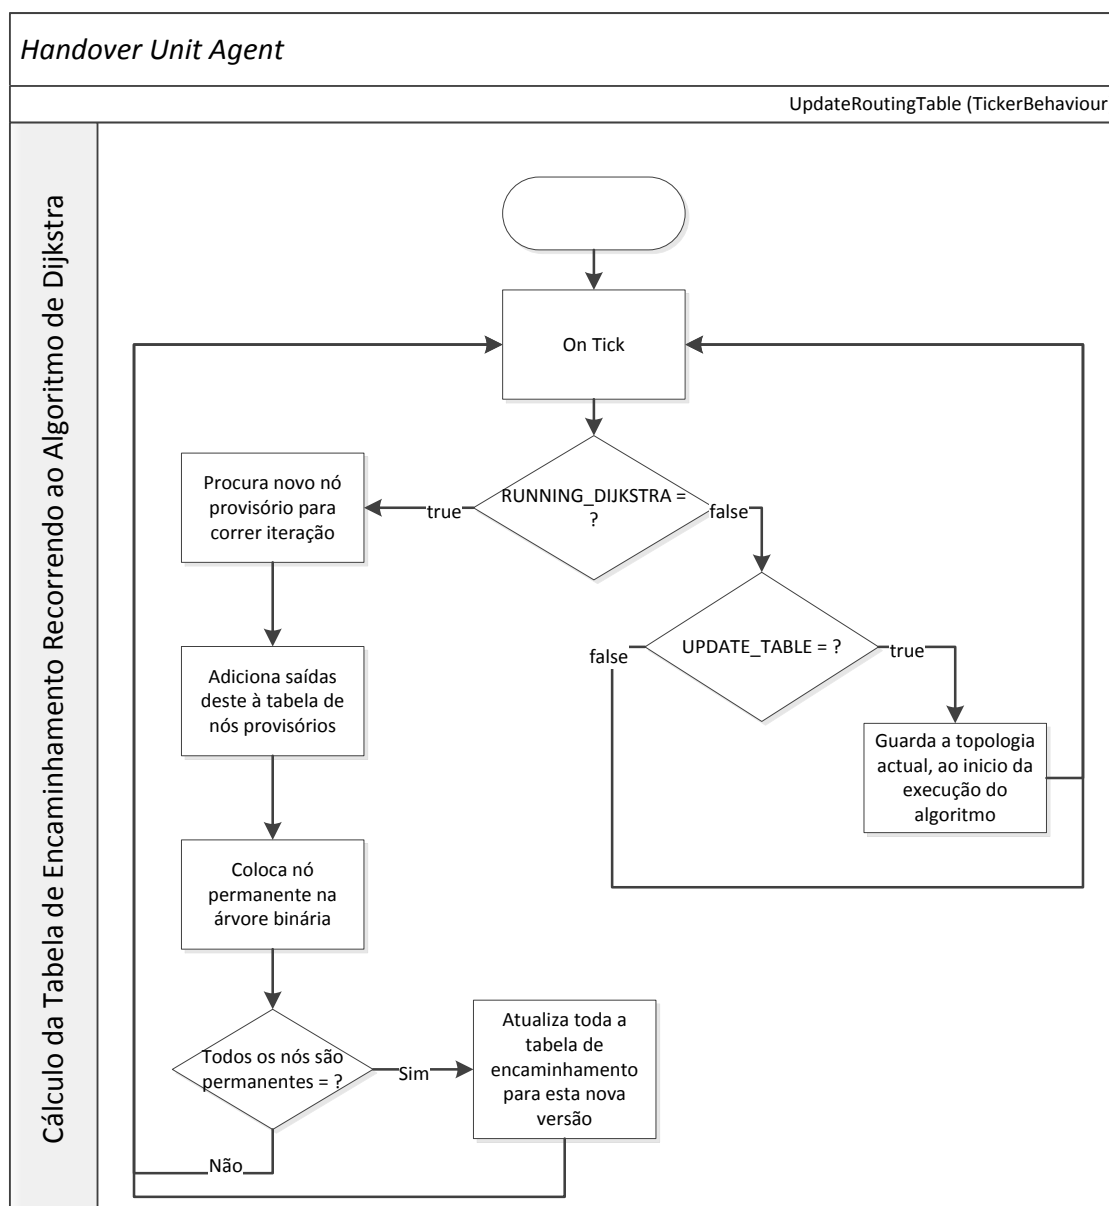 Handover Unit Agent
UpdateRoutingTable (TickerBehaviour
Cálculo da Tabela de Encaminhamento Recorrendo ao Algoritmo de Dijkstra
On Tick
RUNNING_DIJKSTRA =
?
true
false
Procura novo nó
provisório para
correr iteração
UPDATE_TABLE = ?
false
true
Adiciona saídas
deste à tabela de
nós provisórios
Guarda a topologia
actual, ao inicio da
execução do
algoritmo
Coloca nó
permanente na
árvore binária
Todos os nós são
permanentes = ?
Sim
Não
Atualiza toda a
tabela de
encaminhamento
para esta nova
versão